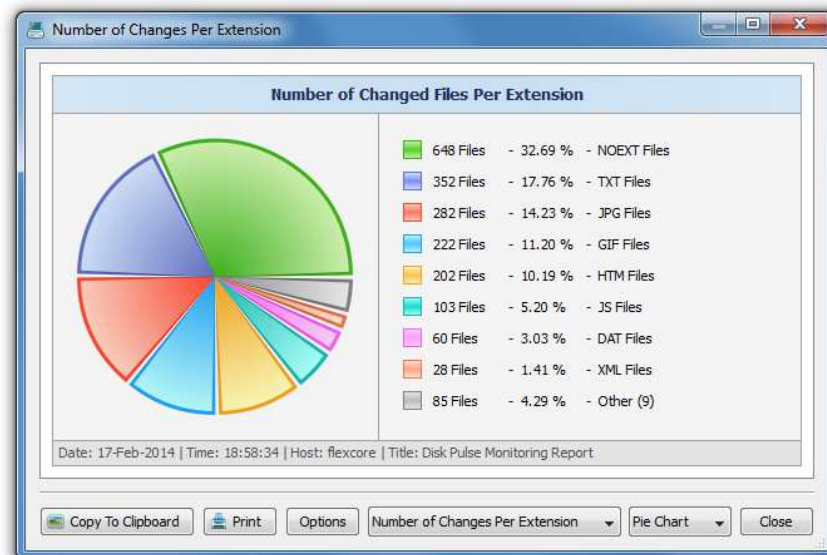 Number of Changes Per Extension
Number of Changed Files Per Extension
648 Files - 32.69 % - NOEXT Files
352 Files - 17.76 % - TXT Files
282 Files - 14.23 % - JPG Files
222 Files - 11.20 % - GIF Files
202 Files - 10.19 % - HTM Files
103 Files - 5.20 % - JS Files
60 Files - 3.03 % - DAT Files
28 Files - 1.41 % - XML Files
85 Files - 4.29 % - Other (9)
Date: 17-Feb-2014 | Time: 18:58:34 | Host: flexcore | Title: Disk Pulse Monitoring Report
Copy To Clipboard Print Options Number of Changes Per Extension Pie Chart Close